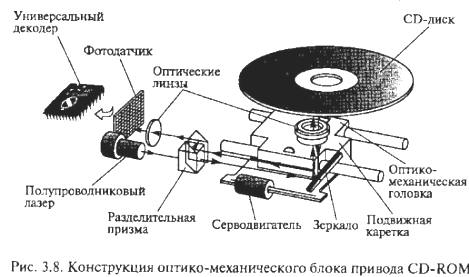 Универсальный
декодер
Фотодатчик
Оптические
линзы
CD-диск
Оптико-
механическая
головка
Полупроводниковый
лазер
Разделительная
призма
Серводвигатель
Зеркало
Подвижная
каретка
Рис. 3.8. Конструкция оптико-механического блока привода CD-ROM